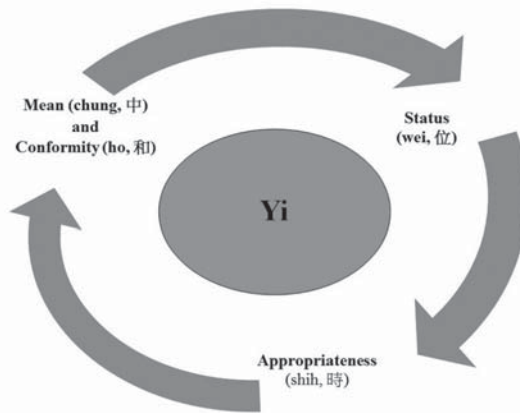 Mean (chung, 中)
and
Conformity (ho, 和)
Status
(wei, 位)
Yi
Appropriateness
(shih, 時)